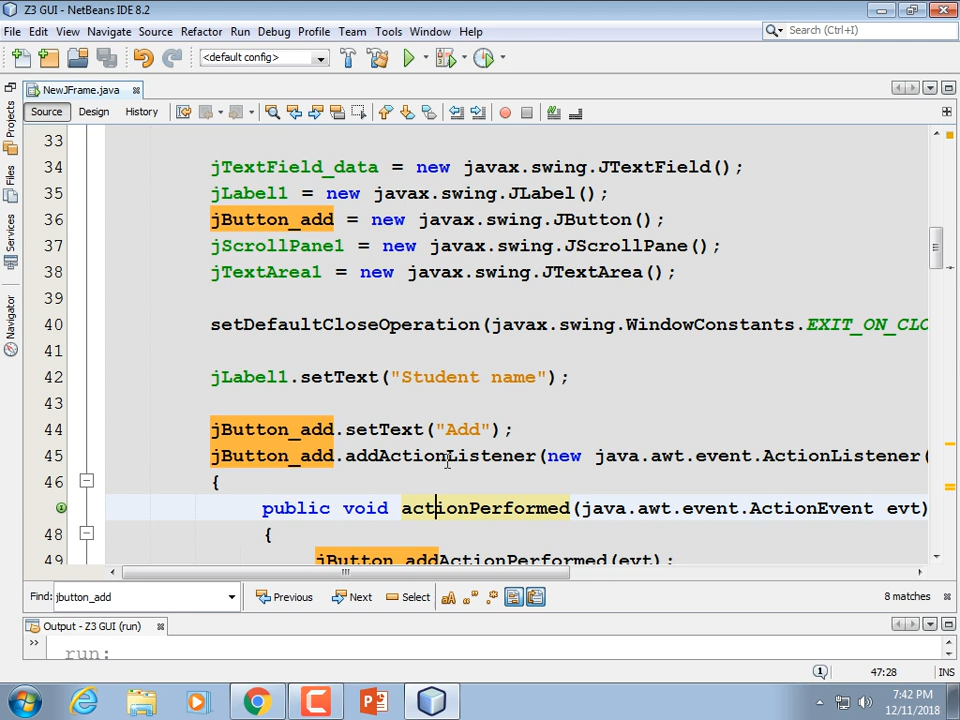 Z3 GUI - NetBeans IDE 8.2
File Edit View Navigate Source Refactor Run Debug Profile Team Tools Window Help
Search (Ctrl+I)
<default config>
NewJFrame.java
Source Design History
Projects
Files
Services
Navigator
33
34 jTextField_data = new javax.swing.JTextField();
35 jLabel1 = new javax.swing.JLabel();
36 jButton_add = new javax.swing.JButton();
37 jScrollPane1 = new javax.swing.JScrollPane();
38 jTextArea1 = new javax.swing.JTextArea();
39
40 setDefaultCloseOperation(javax.swing.WindowConstants.EXIT_ON_CLO
41
42 jLabel1.setText("Student name");
43
44 jButton_add.setText("Add");
45 jButton_add.addActionListener(new java.awt.event.ActionListener(
46 {
public void actionPerformed(java.awt.event.ActionEvent evt)
48 {
49 jButton_addActionPerformed(evt);
Find: jbutton_add Previous Next Select 8 matches
Output - Z3 GUI (run)
run:
1 47:28 INS
7:42 PM
12/11/2018